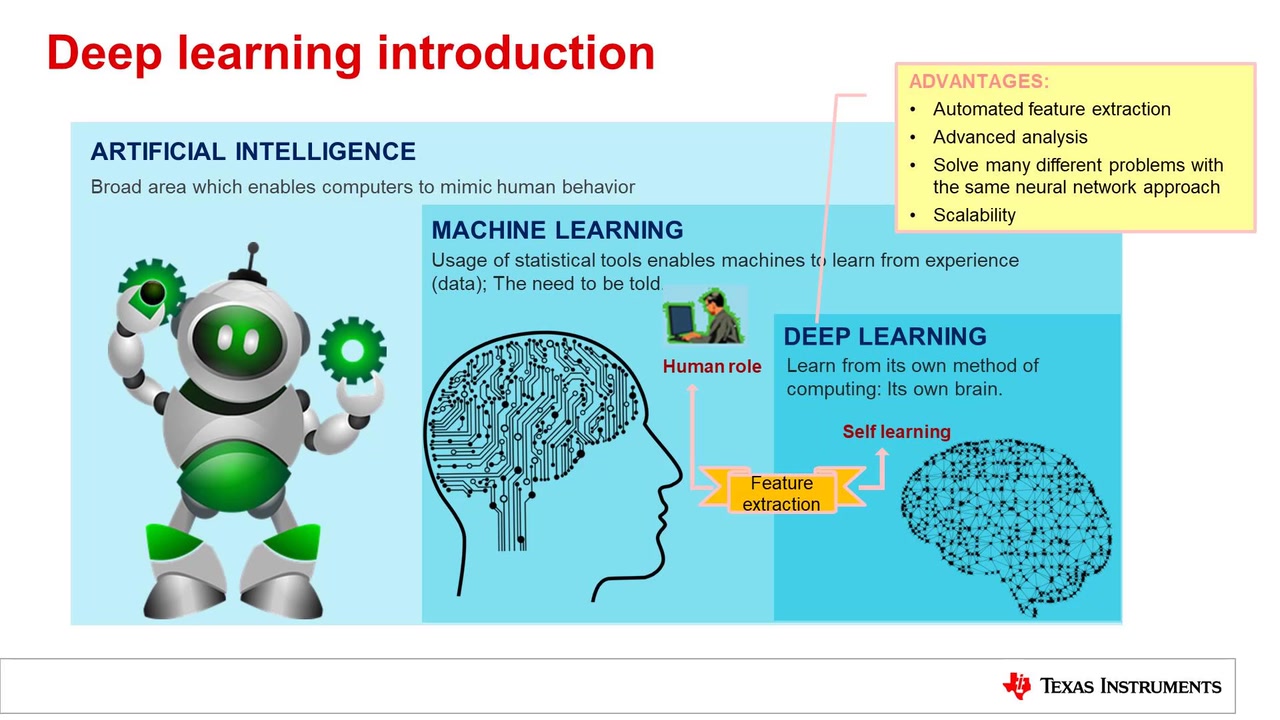 Deep learning introduction
ADVANTAGES:
• Automated feature extraction
• Advanced analysis
• Solve many different problems with
the same neural network approach
• Scalability
ARTIFICIAL INTELLIGENCE
Broad area which enables computers to mimic human behavior
MACHINE LEARNING
Usage of statistical tools enables machines to learn from experience
(data); The need to be told.
Human role
DEEP LEARNING
Learn from its own method of
computing: Its own brain.
Self learning
Feature
extraction
TEXAS INSTRUMENTS